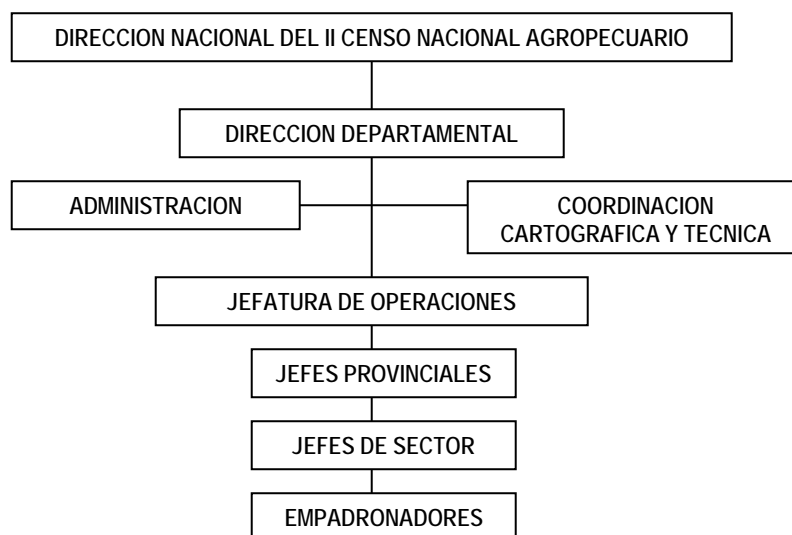 DIRECCION NACIONAL DEL II CENSO NACIONAL AGROPECUARIO
DIRECCION DEPARTAMENTAL
ADMINISTRACION
COORDINACION
CARTOGRAFICA Y TECNICA
JEFATURA DE OPERACIONES
JEFES PROVINCIALES
JEFES DE SECTOR
EMPADRONADORES